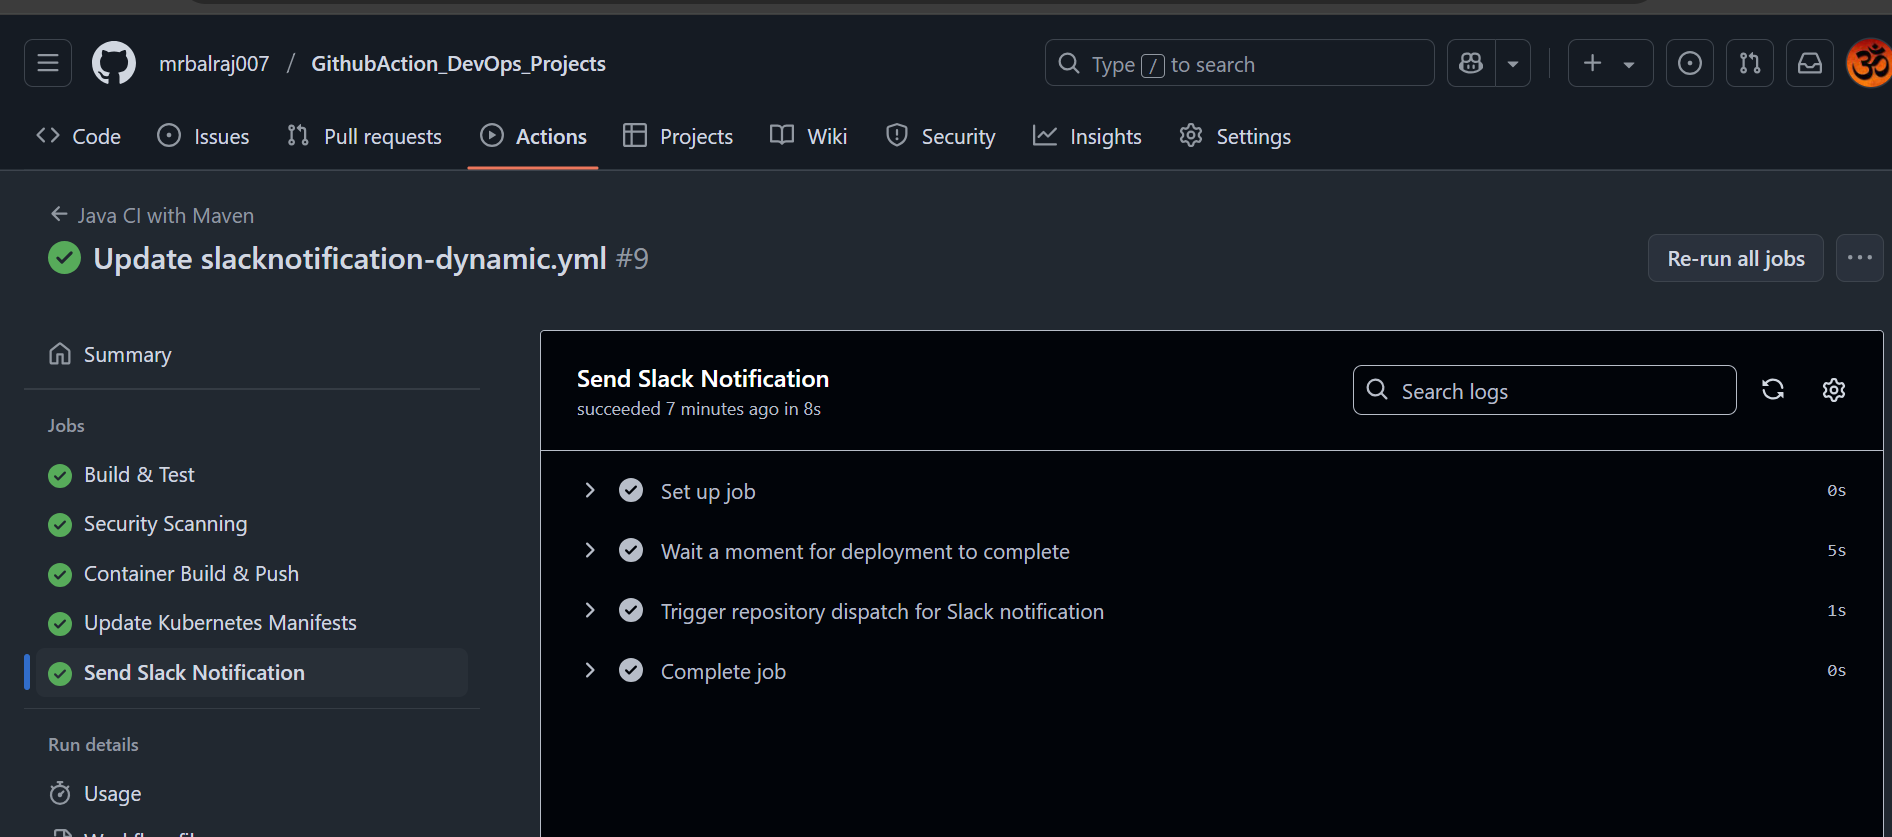 mrbalraj007 / GithubAction_DevOps_Projects
Type / to search
Code Issues Pull requests Actions Projects Wiki Security Insights Settings
Java CI with Maven
Update slacknotification-dynamic.yml #9
Re-run all jobs
Summary
Jobs
Build & Test
Security Scanning
Container Build & Push
Update Kubernetes Manifests
Send Slack Notification
Run details
Usage
Send Slack Notification
succeeded 7 minutes ago in 8s
Search logs
Set up job 0s
Wait a moment for deployment to complete 5s
Trigger repository dispatch for Slack notification 1s
Complete job 0s